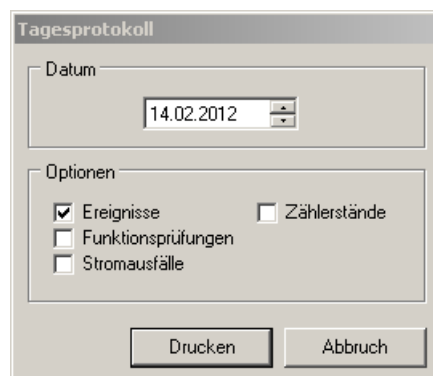 Tagesprotokoll
Datum
14.02.2012
Optionen
Ereignisse Zählerstände
Funktionsprüfungen
Stromausfälle
Drucken Abbruch